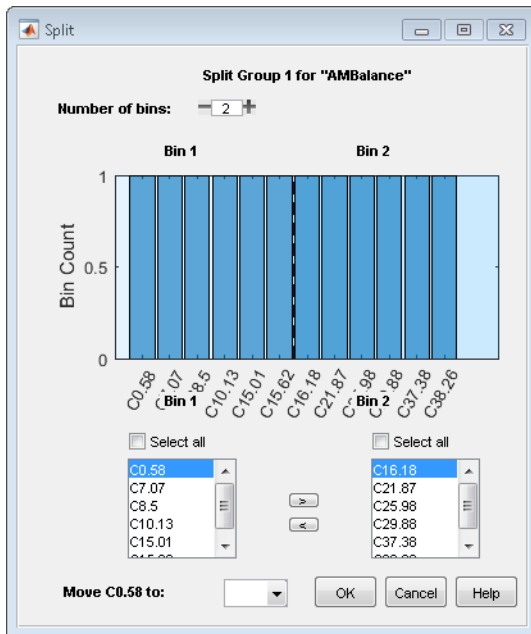 Split
Split Group 1 for "AMBalance"
Number of bins: 2
Bin 1 Bin 2
1
0.5
0
Bin Count
C0.58 C10.13 C15.01 C15.62 C16.18 C21.87 C37.38 C38.26
Bin 1 Bin 2
Select all Select all
C0.58 C16.18
C7.07 C21.87
C8.5 C25.98
C10.13 C29.88
C15.01 C37.38
Move C0.58 to: OK Cancel Help